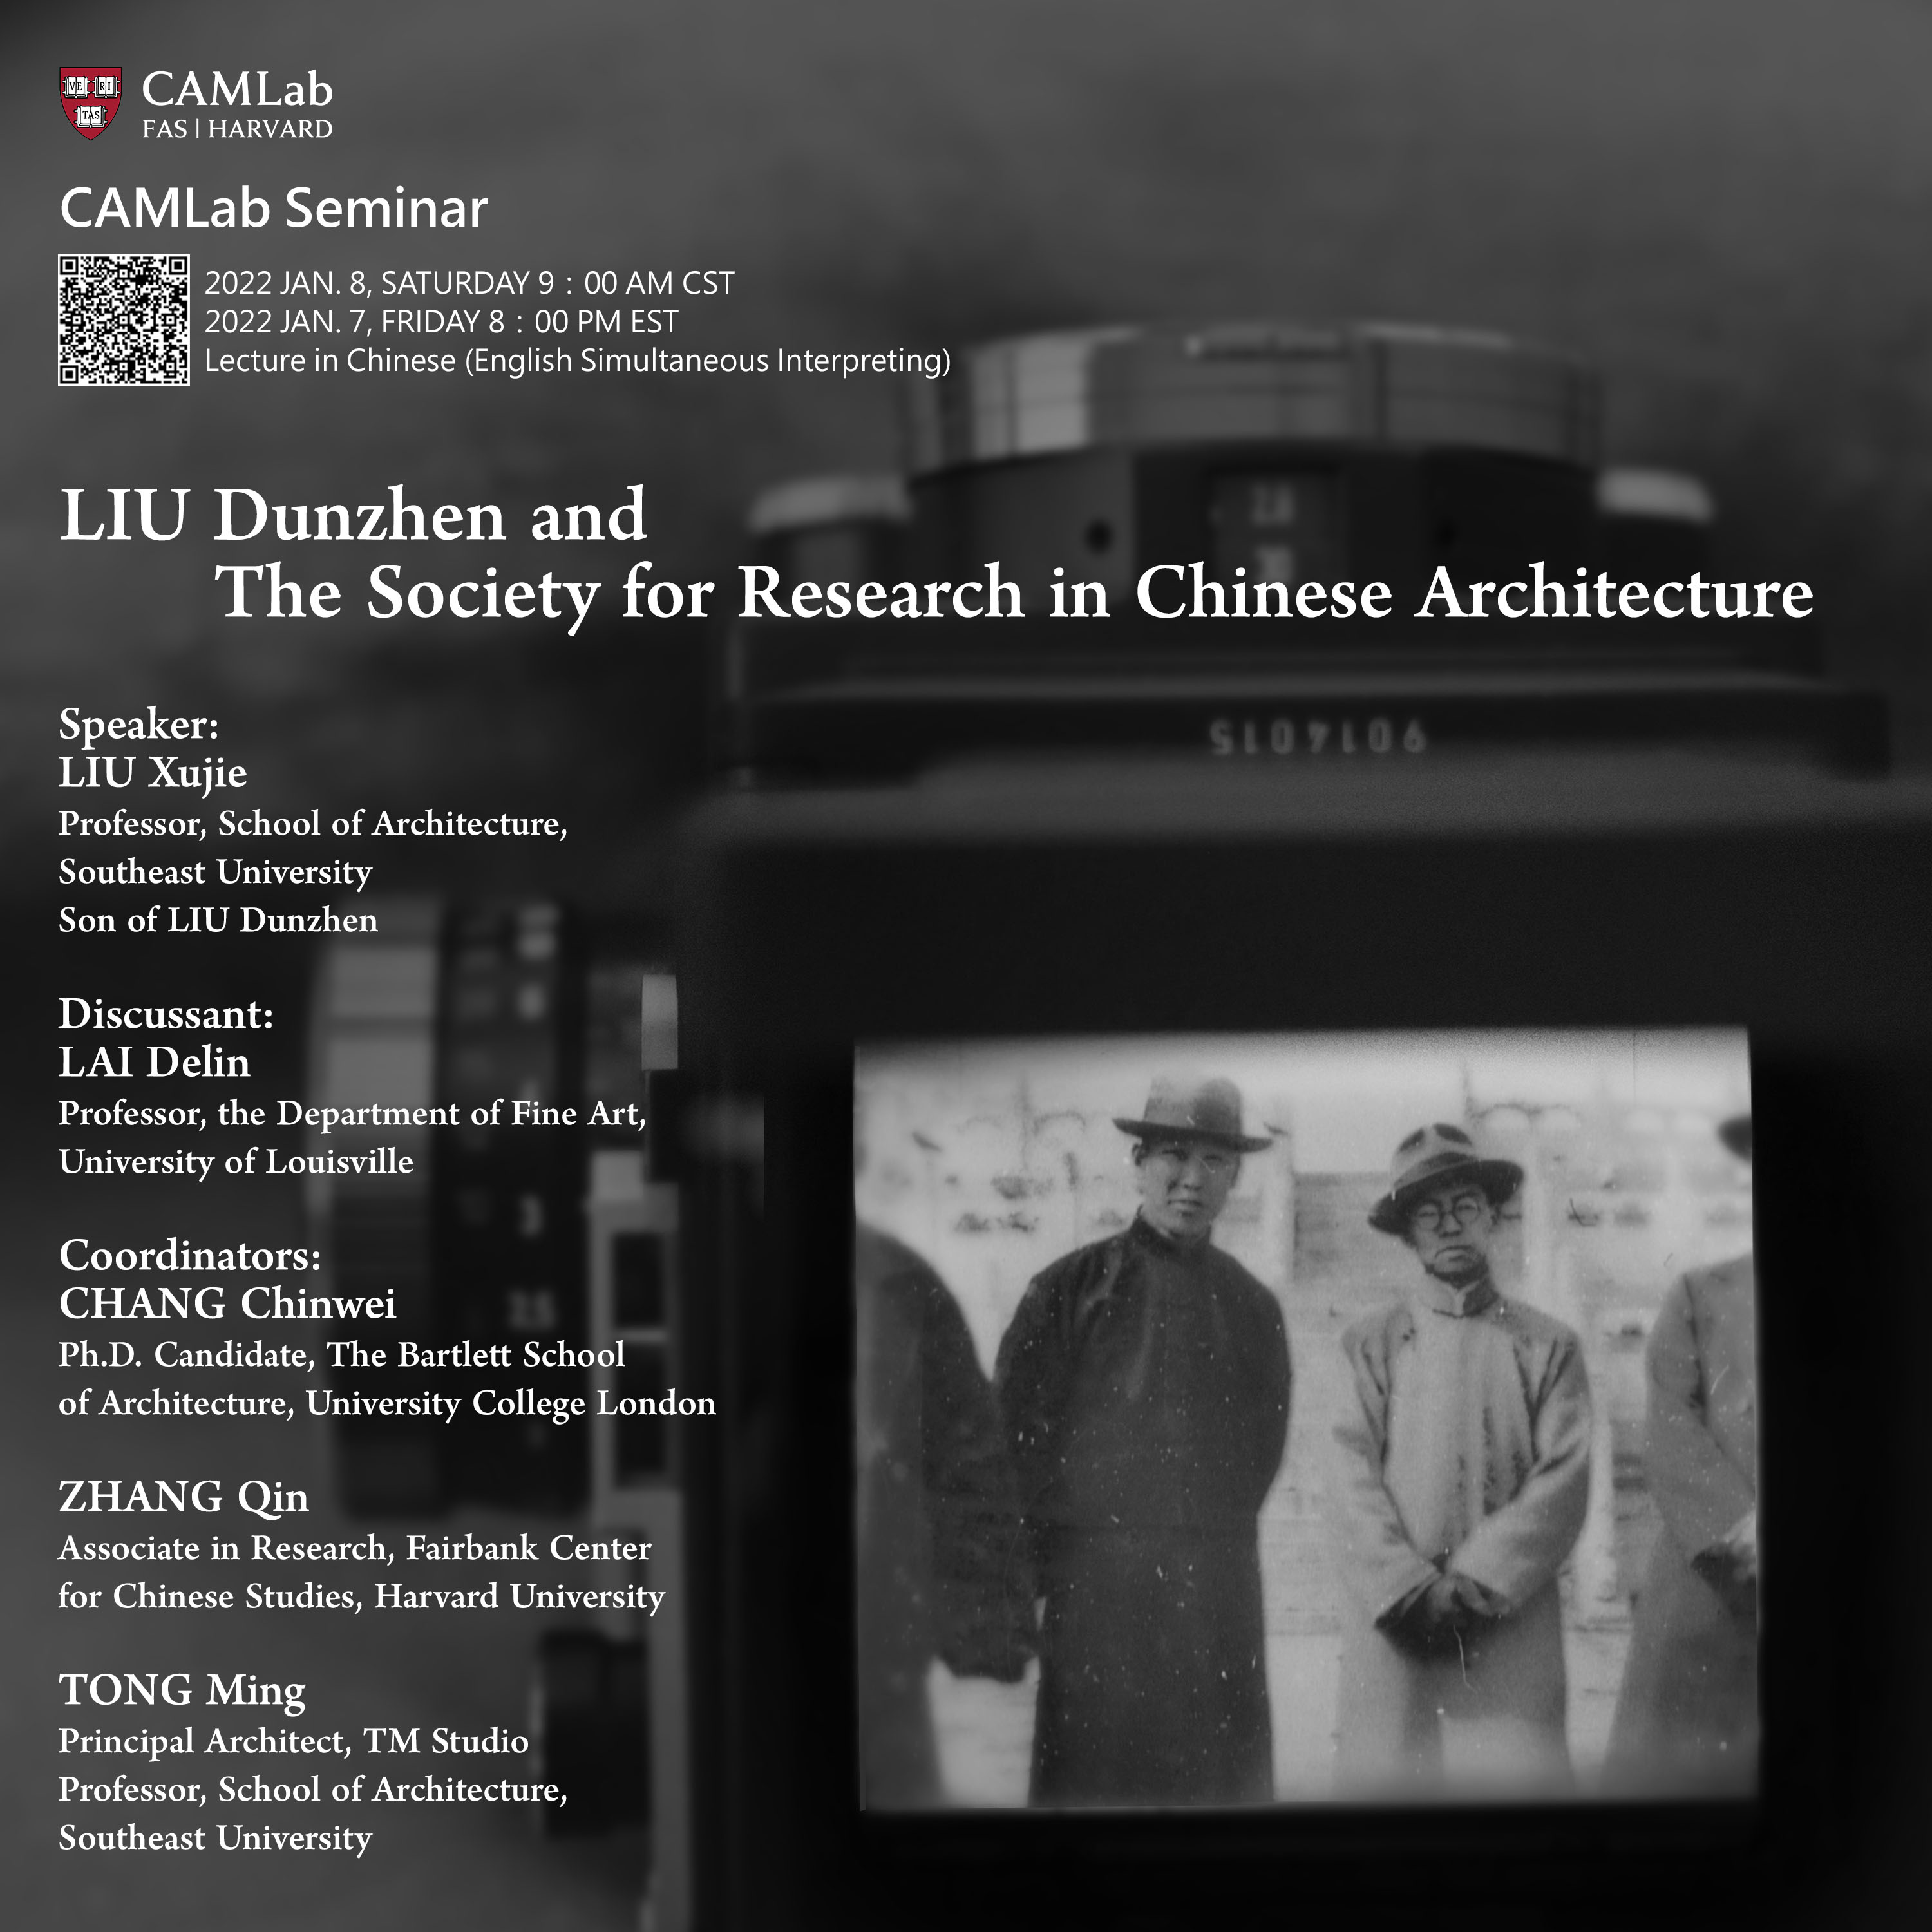 VE RI
TAS
CAMLab
FAS | HARVARD
CAMLab Seminar
2022 JAN. 8, SATURDAY 9：00 AM CST
2022 JAN. 7, FRIDAY 8：00 PM EST
Lecture in Chinese (English Simultaneous Interpreting)
LIU Dunzhen and
The Society for Research in Chinese Architecture
9014015
Speaker:
LIU Xujie
Professor, School of Architecture,
Southeast University
Son of LIU Dunzhen
Discussant:
LAI Delin
Professor, the Department of Fine Art,
University of Louisville
Coordinators:
CHANG Chinwei
Ph.D. Candidate, The Bartlett School
of Architecture, University College London
ZHANG Qin
Associate in Research, Fairbank Center
for Chinese Studies, Harvard University
TONG Ming
Principal Architect, TM Studio
Professor, School of Architecture,
Southeast University